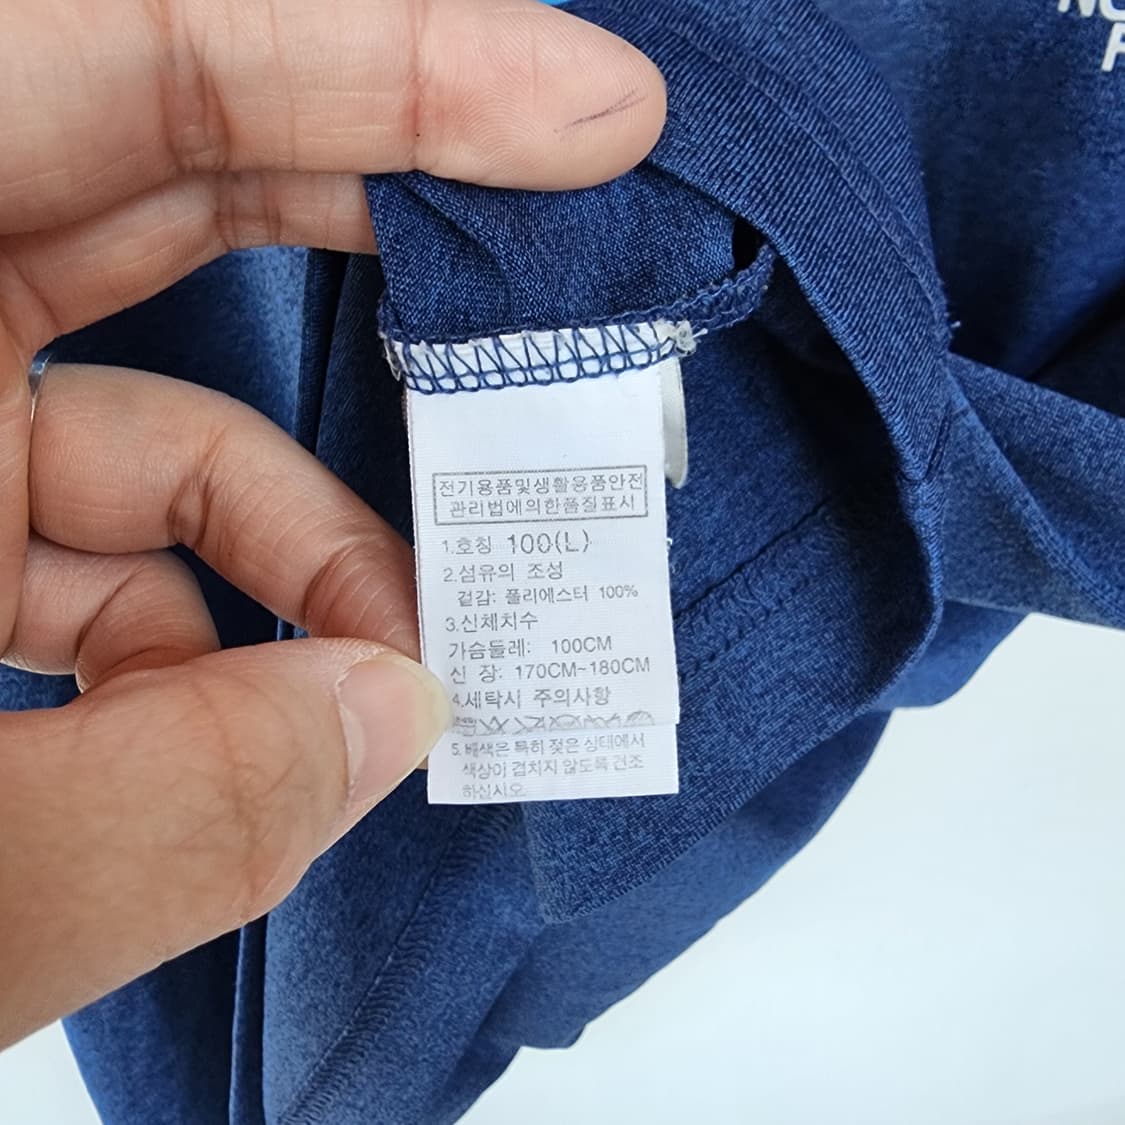 NO
F
전기용품및생활용품안전
관리법에의한품질표시
1.호칭 100(L)
2.섬유의 조성
겉감: 폴리에스터 100%
3.신체치수
가슴둘레: 100CM
신 장: 170CM~180CM
4.세탁시 주의사항
5. 배색은 특히 젖은 상태에서
색상이 겹치지 않도록 건조
하십시오